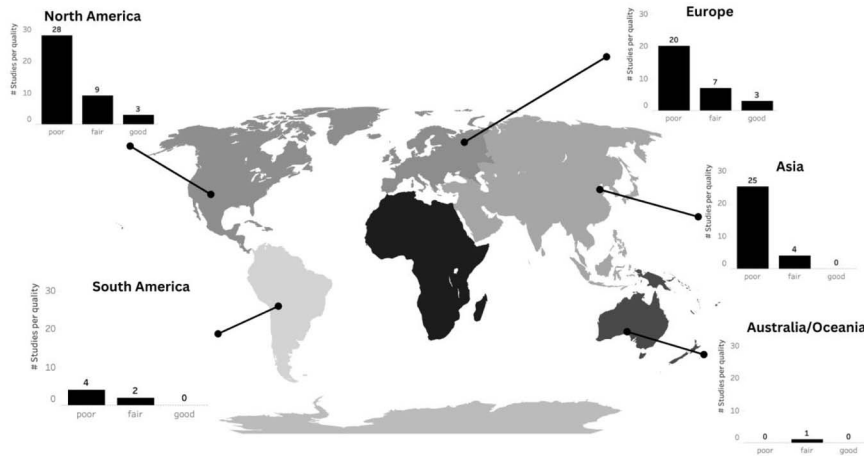 North America
# Studies per quality
30
20
10
0
28
9
3
poor
fair
good
Europe
# Studies per quality
30
20
10
0
20
7
3
poor
fair
good
Asia
# Studies per quality
30
20
10
0
25
4
0
poor
fair
good
South America
# Studies per quality
30
20
10
0
4
2
0
poor
fair
good
Australia/Oceania
# Studies per quality
30
20
10
0
0
1
0
poor
fair
good